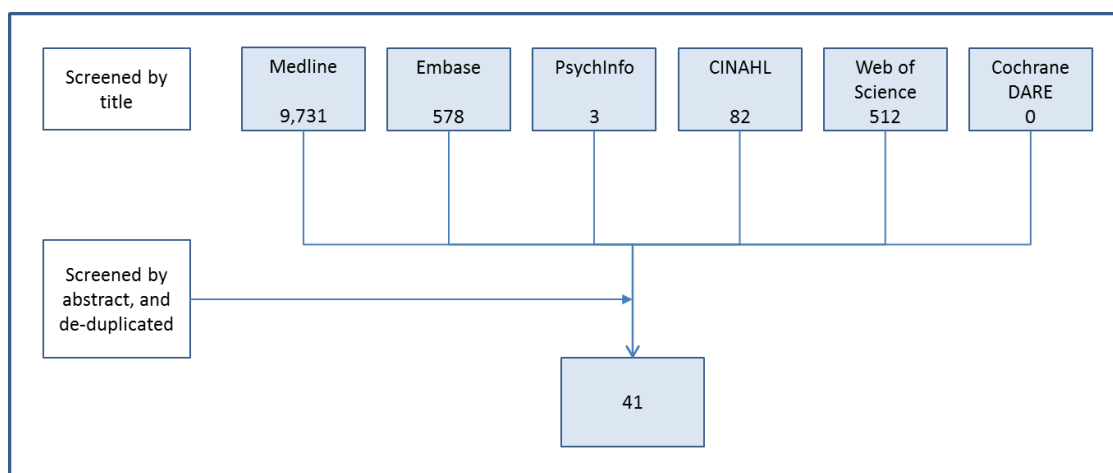 Screened by
title
Medline
9,731
Embase
578
PsychInfo
3
CINAHL
82
Web of
Science
512
Cochrane
DARE
0
Screened by
abstract, and
de-duplicated
41